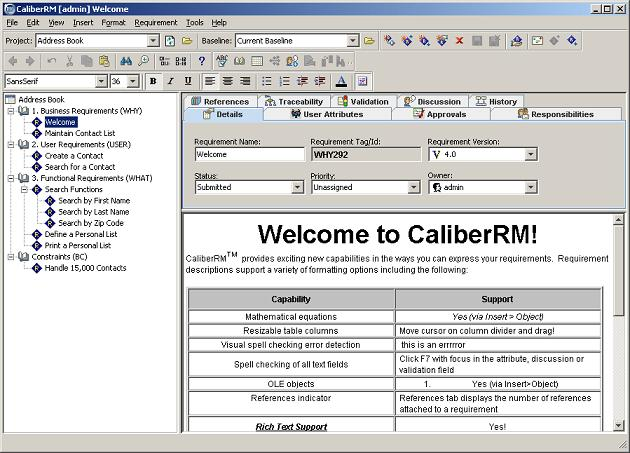 CaliberRM [admin] Welcome
File Edit View Insert Format Requirement Tools Help
Project: Address Book Baseline: Current Baseline
SansSerif 36 B I U A
Address Book
1. Business Requirements (WHY)
Welcome
Maintain Contact List
2. User Requirements (USER)
Create a Contact
Search for a Contact
3. Functional Requirements (WHAT)
Search Functions
Search by First Name
Search by Last Name
Search by Zip Code
Define a Personal List
Print a Personal List
Constraints (BC)
Handle 15,000 Contacts
References Traceability Validation Discussion History
Details User Attributes Approvals Responsibilities
Requirement Name: Requirement Tag/Id: Requirement Version:
Welcome WHY292 V 4.0
Status: Priority: Owner:
Submitted Unassigned admin
Welcome to CaliberRM!
CaliberRM™ provides exciting new capabilities in the ways you can express your requirements. Requirement
descriptions support a variety of formatting options including the following:
Capability Support
Mathematical equations Yes (via Insert > Object)
Resizable table columns Move cursor on column divider and drag!
Visual spell checking error detection this is an errrrror
Spell checking of all text fields Click F7 with focus in the attribute, discussion or
validation field
OLE objects 1. Yes (via Insert>Object)
References indicator References tab displays the number of references
attached to a requirement
Rich Text Support Yes!